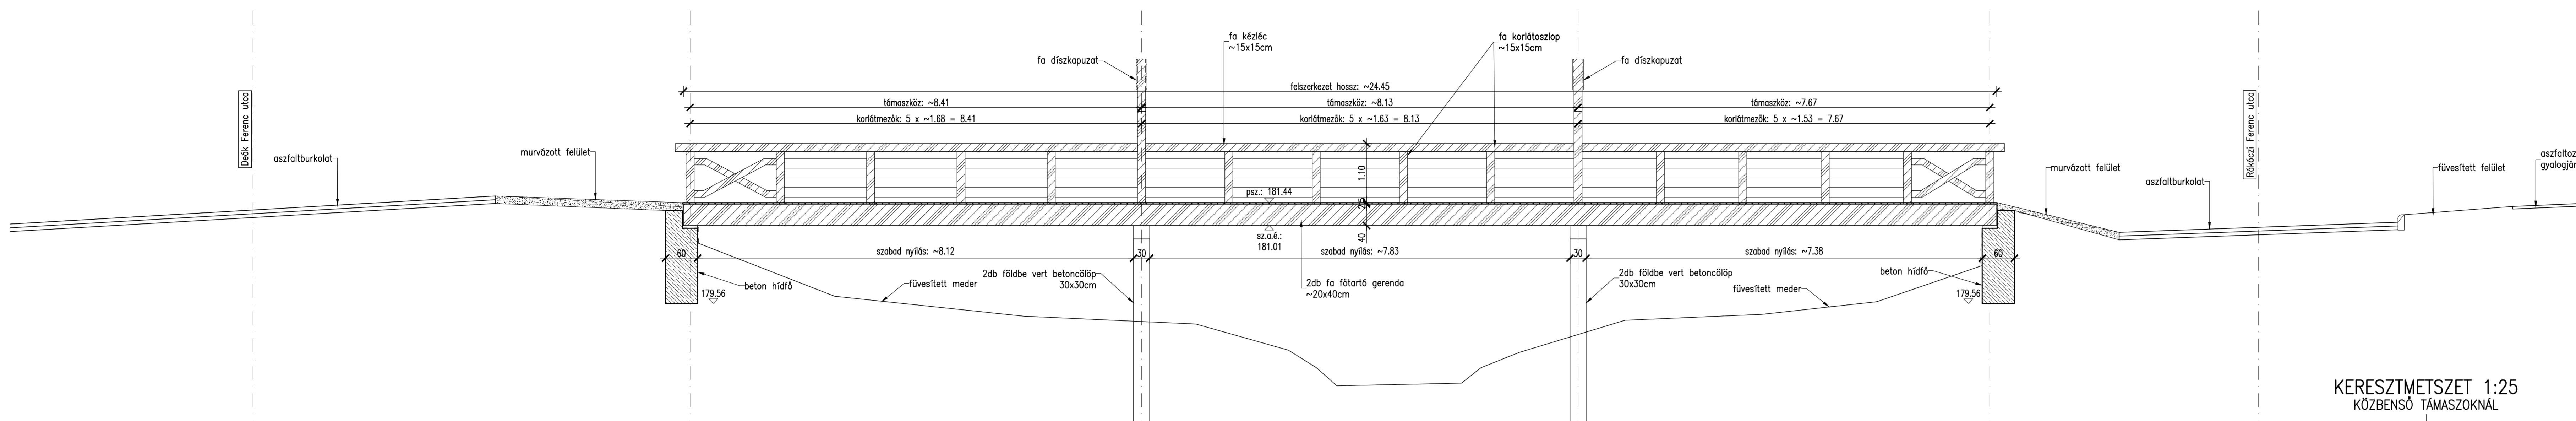 fa kézléc
~15x15cm
fa korlátoszlop
~15x15cm
fa díszkapuzat
fa díszkapuzat
felszerkezet hossz: ~24.45
támaszköz: ~8.41
támaszköz: ~8.13
támaszköz: ~7.67
korlátmezők: 5 x ~1.68 = 8.41
korlátmezők: 5 x ~1.63 = 8.13
korlátmezők: 5 x ~1.53 = 7.67
Deák Ferenc utca
Rákóczi Ferenc utca
aszfaltburkolat
murvázott felület
1.10
psz.: 181.44
25
40
sz.a.é.:
181.01
murvázott felület
aszfaltburkolat
füvesített felület
aszfaltoz
gyalogjár
60
szabad nyílás: ~8.12
30
szabad nyílás: ~7.83
30
szabad nyílás: ~7.38
60
beton hídfő
179.56
füvesített meder
2db földbe vert betoncölöp
30x30cm
2db fa főtartó gerenda
~20x40cm
2db földbe vert betoncölöp
30x30cm
füvesített meder
beton hídfő
179.56
KERESZTMETSZET 1:25
KÖZBENSŐ TÁMASZOKNÁL